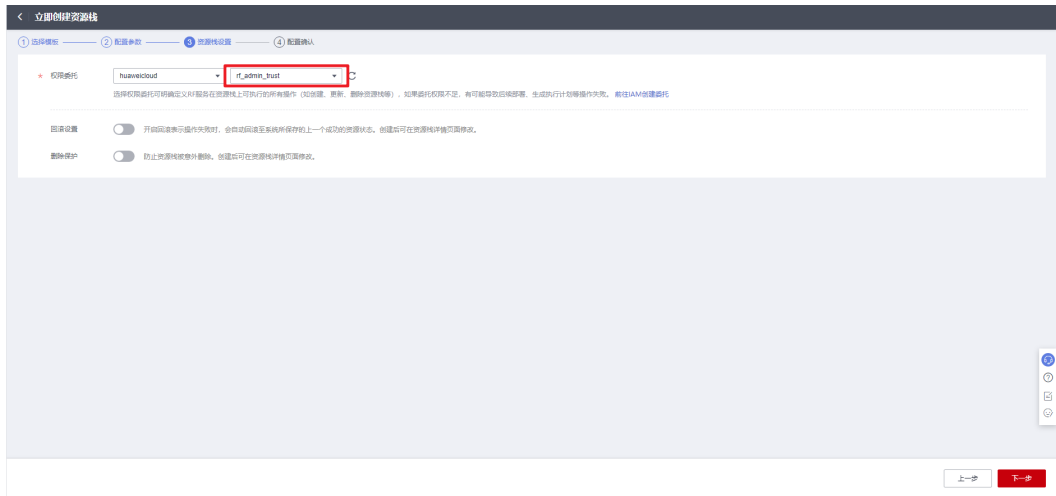 立即创建资源栈
1 选择模板 2 配置参数 3 资源栈设置 4 配置确认
* 权限委托 huaweicloud rf_admin_trust
选择权限委托可明确定义RF服务在资源栈上可执行的所有操作（如创建、更新、删除资源栈等），如果委托权限不足，有可能导致后续部署、生成执行计划等操作失败。 前往IAM创建委托
回滚设置 开启回滚表示操作失败时，会自动回滚至系统所保存的上一个成功的资源状态。创建后可在资源栈详情页面修改。
删除保护 防止资源栈被意外删除。创建后可在资源栈详情页面修改。
上一步 下一步